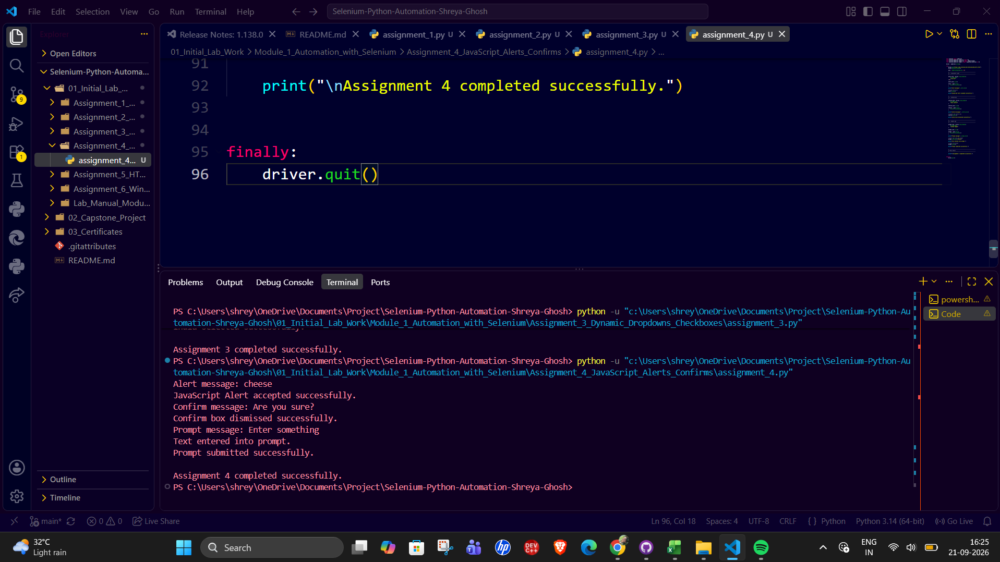 File Edit Selection View Go Run Terminal Help
Selenium-Python-Automation-Shreya-Ghosh
Explorer
Open Editors
Selenium-Python-Automa...
01_Initial_Lab_...
Assignment_1_...
Assignment_2_...
Assignment_3_...
Assignment_4_...
assignment_4... U
Assignment_5_HT...
Assignment_6_Win...
Lab_Manual_Modu...
02_Capstone_Project
03_Certificates
.gitattributes
README.md
Outline
Timeline
9
1
Release Notes: 1.138.0 README.md assignment_1.py U assignment_2.py U assignment_3.py U assignment_4.py U
01_Initial_Lab_Work > Module_1_Automation_with_Selenium > Assignment_4_JavaScript_Alerts_Confirms > assignment_4.py > ...
91
92 print("\nAssignment 4 completed successfully.")
93
94
95 finally:
96 driver.quit()
Problems Output Debug Console Terminal Ports
powersh...
Code
PS C:\Users\shrey\OneDrive\Documents\Project\Selenium-Python-Automation-Shreya-Ghosh> python -u "c:\Users\shrey\OneDrive\Documents\Project\Selenium-Python-Au
tomation-Shreya-Ghosh\01_Initial_Lab_Work\Module_1_Automation_with_Selenium\Assignment_3_Dynamic_Dropdowns_Checkboxes\assignment_3.py"
Assignment 3 completed successfully.
PS C:\Users\shrey\OneDrive\Documents\Project\Selenium-Python-Automation-Shreya-Ghosh> python -u "c:\Users\shrey\OneDrive\Documents\Project\Selenium-Python-Au
tomation-Shreya-Ghosh\01_Initial_Lab_Work\Module_1_Automation_with_Selenium\Assignment_4_JavaScript_Alerts_Confirms\assignment_4.py"
Alert message: cheese
JavaScript Alert accepted successfully.
Confirm message: Are you sure?
Confirm box dismissed successfully.
Prompt message: Enter something
Text entered into prompt.
Prompt submitted successfully.
Assignment 4 completed successfully.
PS C:\Users\shrey\OneDrive\Documents\Project\Selenium-Python-Automation-Shreya-Ghosh>
main* 0 0 Live Share
Ln 96, Col 18 Spaces: 4 UTF-8 CRLF { } Python Python 3.14 (64-bit) Go Live
32°C
Light rain
Search
DEV
C++
hp
ENG
IN
16:25
21-09-2026